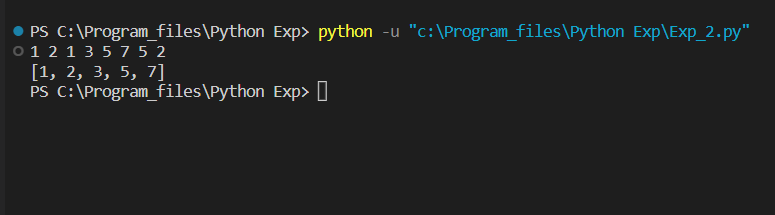 PS C:\Program_files\Python Exp> python -u "c:\Program_files\Python Exp\Exp_2.py"
1 2 1 3 5 7 5 2
[1, 2, 3, 5, 7]
PS C:\Program_files\Python Exp>